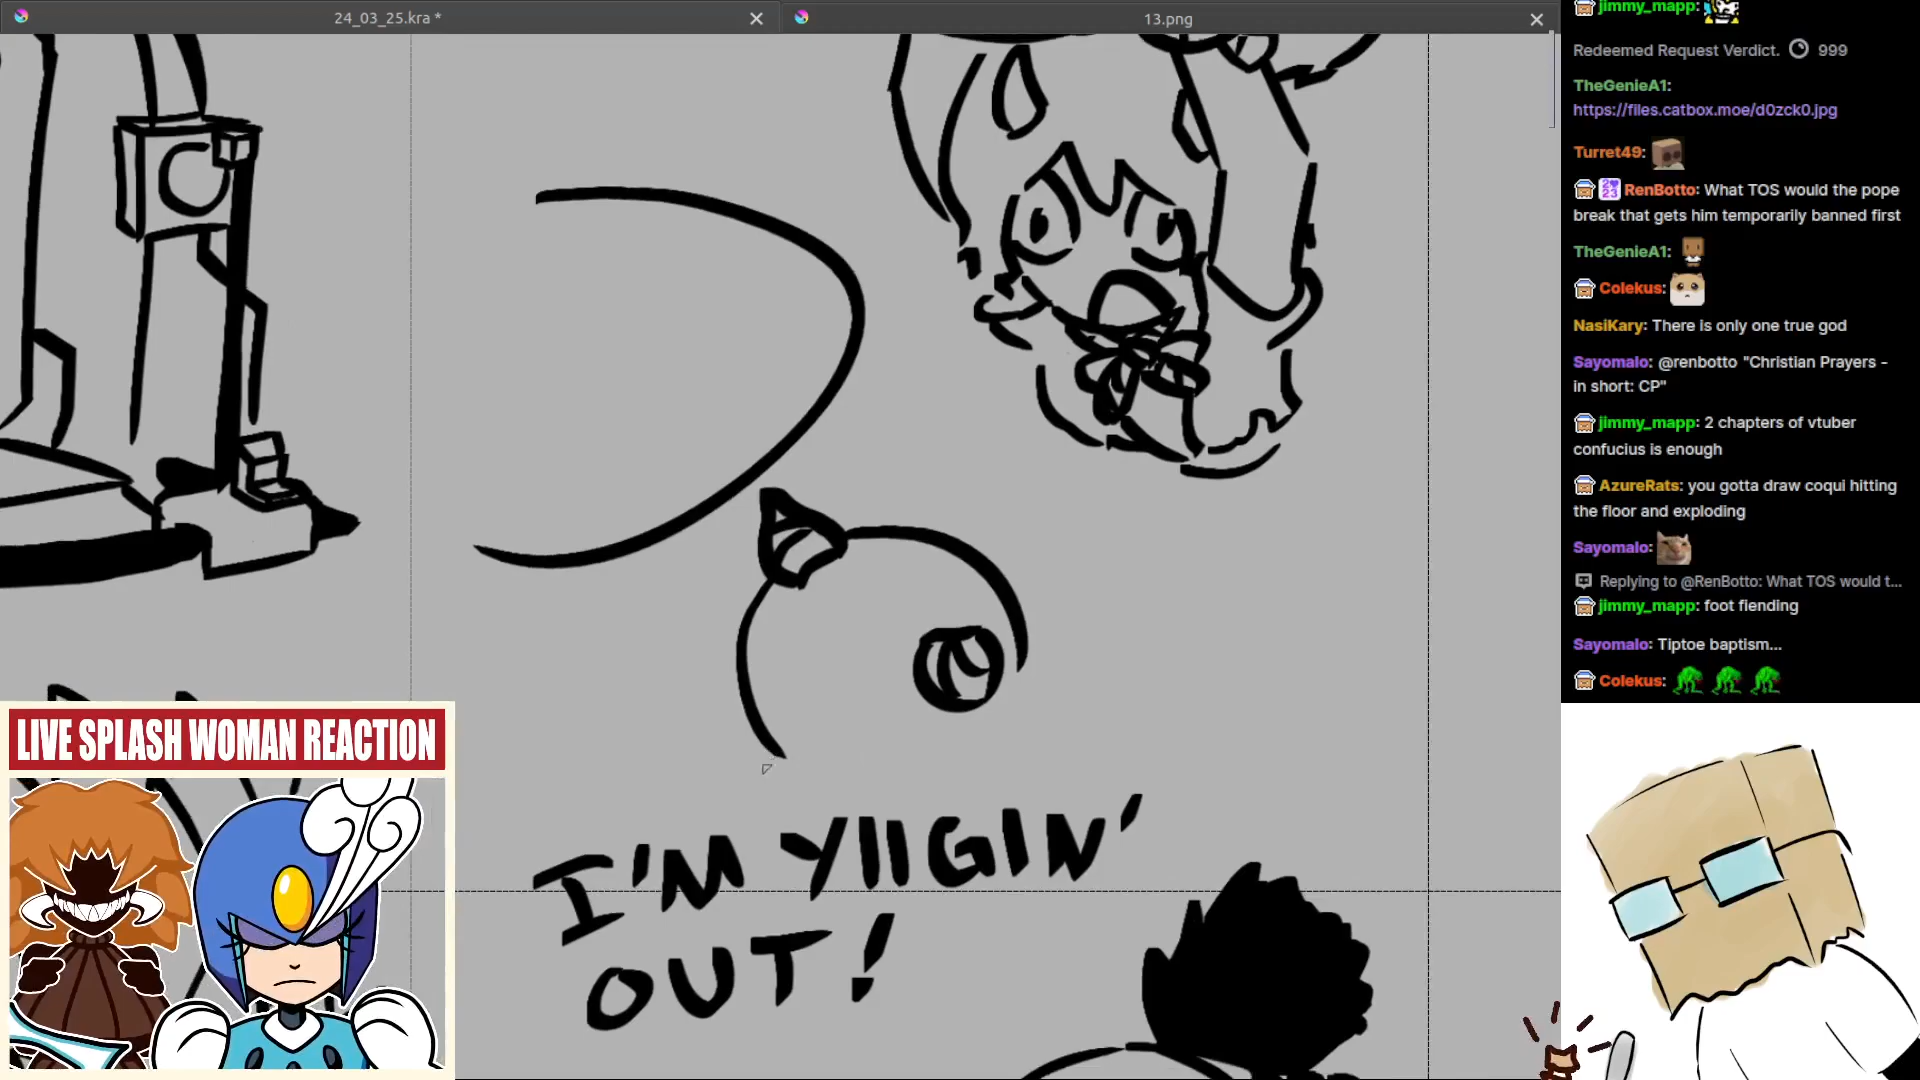 24_03_25.kra *
13.png
jimmy_mapp:
Redeemed Request Verdict. 999
TheGenieA1:
https://files.catbox.moe/d0zck0.jpg
Turret49:
RenBotto: What TOS would the pope
break that gets him temporarily banned first
TheGenieA1:
Colekus:
NasiKary: There is only one true god
Sayomalo: @renbotto "Christian Prayers -
in short: CP"
jimmy_mapp: 2 chapters of vtuber
confucius is enough
AzureRats: you gotta draw coqui hitting
the floor and exploding
Sayomalo:
Replying to @RenBotto: What TOS would t...
jimmy_mapp: foot fiending
Sayomalo: Tiptoe baptism...
Colekus:
LIVE SPLASH WOMAN REACTION
I'M YIIGIN'
OUT!